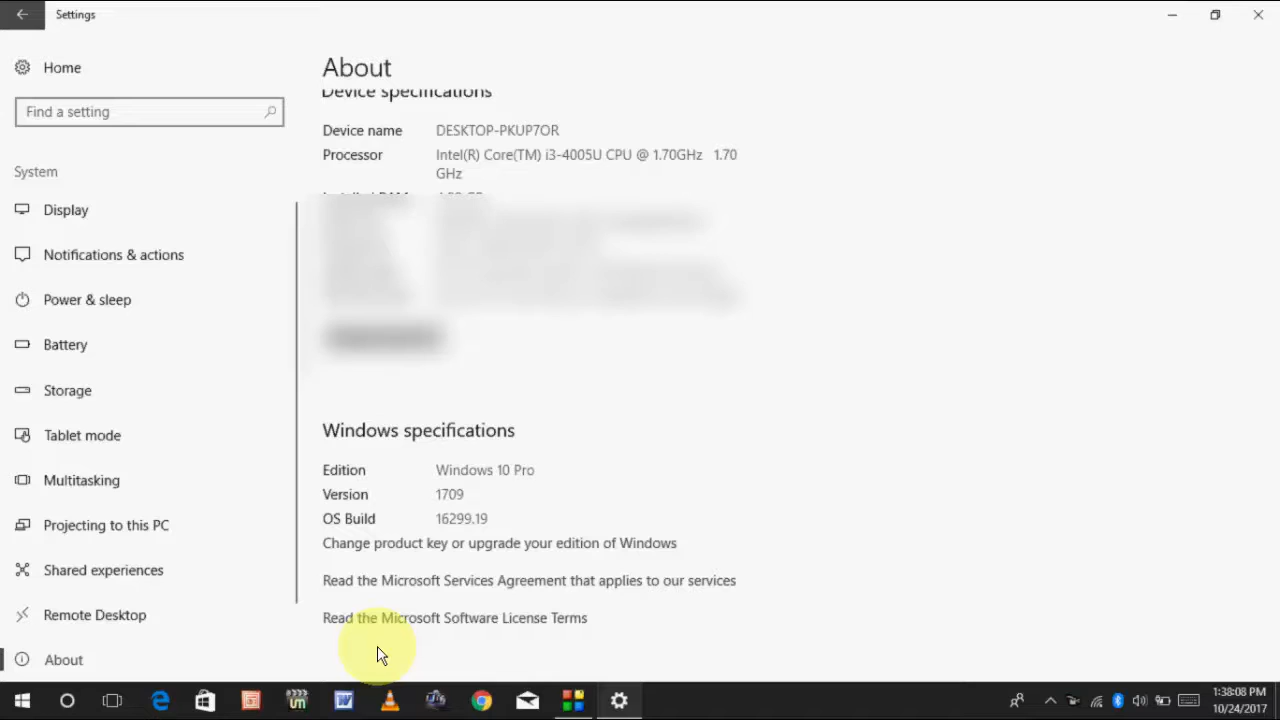 Settings
Home
Find a setting
System
Display
Notifications & actions
Power & sleep
Battery
Storage
Tablet mode
Multitasking
Projecting to this PC
Shared experiences
Remote Desktop
About
About
Device specifications
Device name DESKTOP-PKUP7OR
Processor Intel(R) Core(TM) i3-4005U CPU @ 1.70GHz 1.70
GHz
Windows specifications
Edition Windows 10 Pro
Version 1709
OS Build 16299.19
Change product key or upgrade your edition of Windows
Read the Microsoft Services Agreement that applies to our services
Read the Microsoft Software License Terms
1:38:08 PM
10/24/2017